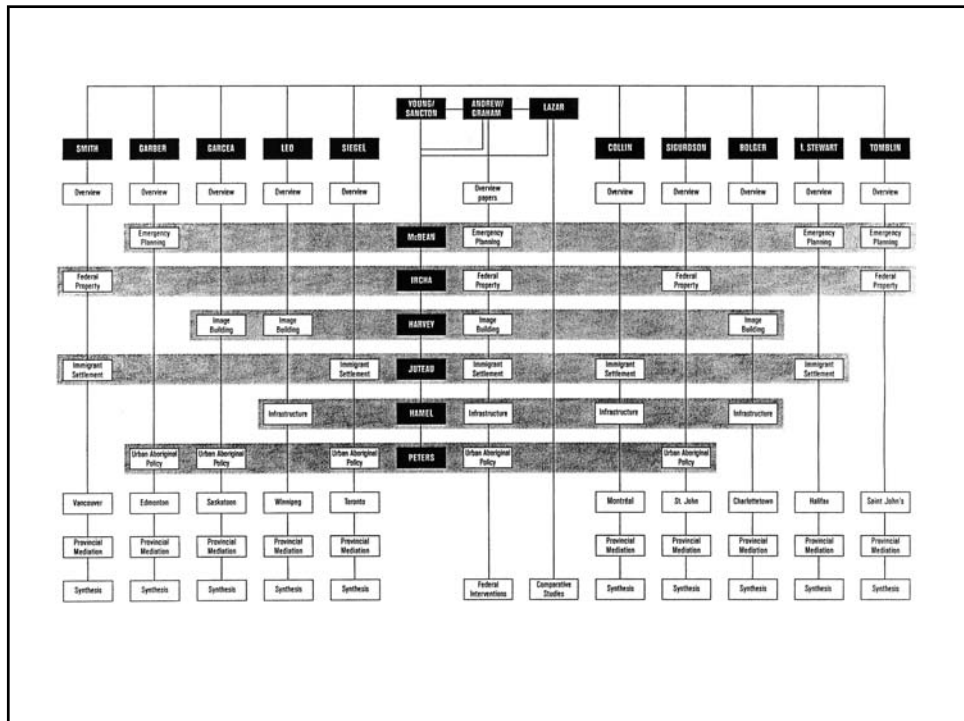 YOUNG/
SANCTON
ANDREW/
GRAHAM
LAZAR
SMITH
GARBER
GARCEA
LEO
SIEGEL
COLLIN
SIGURDSON
BOLGER
I. STEWART
TOMBLIN
Overview
Overview
Overview
Overview
Overview
Overview
papers
Overview
Overview
Overview
Overview
Overview
Emergency
Planning
McBEAN
Emergency
Planning
Emergency
Planning
Emergency
Planning
Federal
Property
IRCHA
Federal
Property
Federal
Property
Federal
Property
Image
Building
Image
Building
HARVEY
Image
Building
Image
Building
Immigrant
Settlement
Immigrant
Settlement
JUTEAU
Immigrant
Settlement
Immigrant
Settlement
Immigrant
Settlement
Infrastructure
HAMEL
Infrastructure
Infrastructure
Infrastructure
Urban Aboriginal
Policy
Urban Aboriginal
Policy
Urban Aboriginal
Policy
PETERS
Urban Aboriginal
Policy
Urban Aboriginal
Policy
Vancouver
Edmonton
Saskatoon
Winnipeg
Toronto
Montréal
St. John
Charlottetown
Halifax
Saint John's
Provincial
Mediation
Provincial
Mediation
Provincial
Mediation
Provincial
Mediation
Provincial
Mediation
Provincial
Mediation
Provincial
Mediation
Provincial
Mediation
Provincial
Mediation
Provincial
Mediation
Synthesis
Synthesis
Synthesis
Synthesis
Synthesis
Federal
Interventions
Comparative
Studies
Synthesis
Synthesis
Synthesis
Synthesis
Synthesis